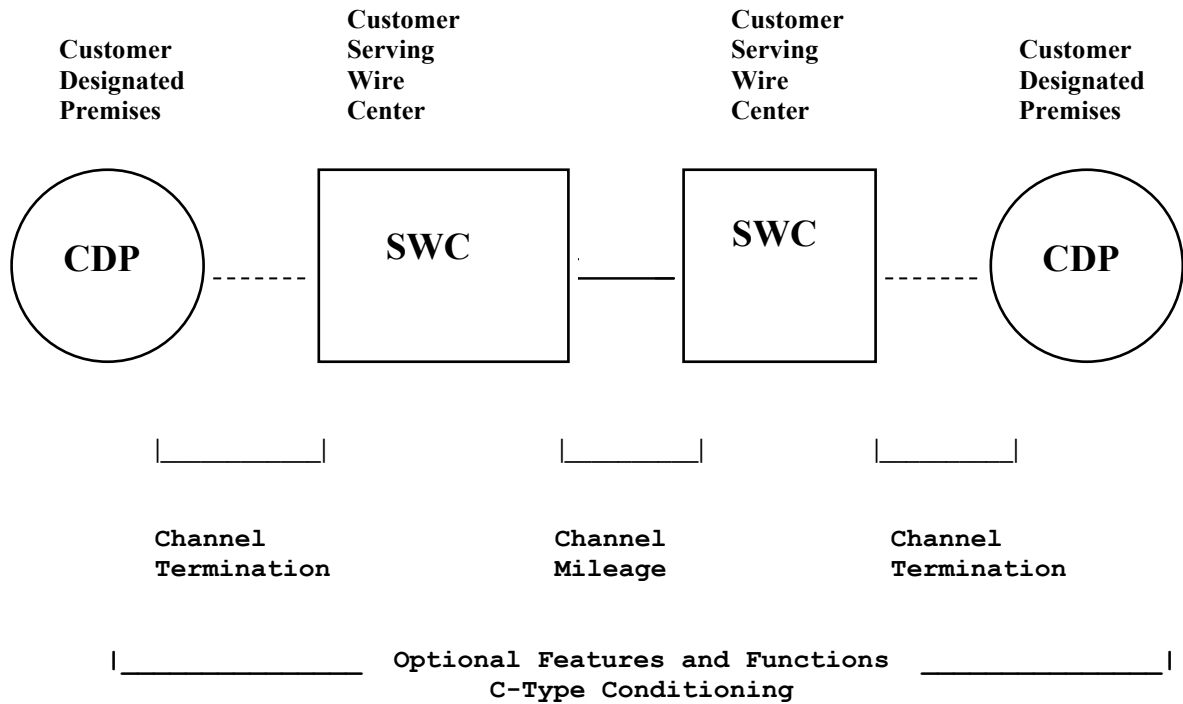 Customer
Designated
Premises
Customer
Serving
Wire
Center
Customer
Serving
Wire
Center
Customer
Designated
Premises
CDP
SWC
SWC
CDP
Channel
Termination
Channel
Mileage
Channel
Termination
Optional Features and Functions
C-Type Conditioning